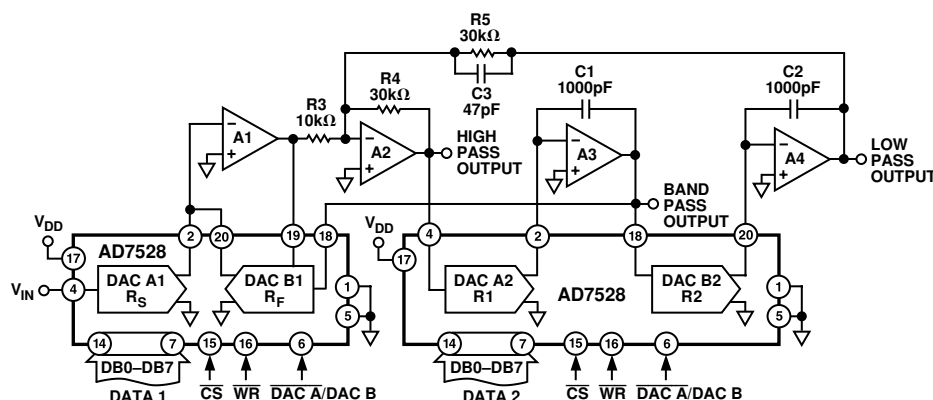 R5
30kΩ
C3
47pF
R4
30kΩ
R3
10kΩ
C1
1000pF
C2
1000pF
A1
−
+
A2
−
+
HIGH
PASS
OUTPUT
A3
−
+
A4
−
+
LOW
PASS
OUTPUT
BAND
PASS
OUTPUT
VDD
17
VIN
4
2
20
19
18
AD7528
DAC A1
RS
DAC B1
RF
1
5
14
7
15
16
6
DB0–DB7
DATA 1
CS
WR
DAC A/DAC B
VDD
17
4
2
18
20
DAC A2
R1
AD7528
DAC B2
R2
1
5
14
7
15
16
6
DB0–DB7
DATA 2
CS
WR
DAC A/DAC B